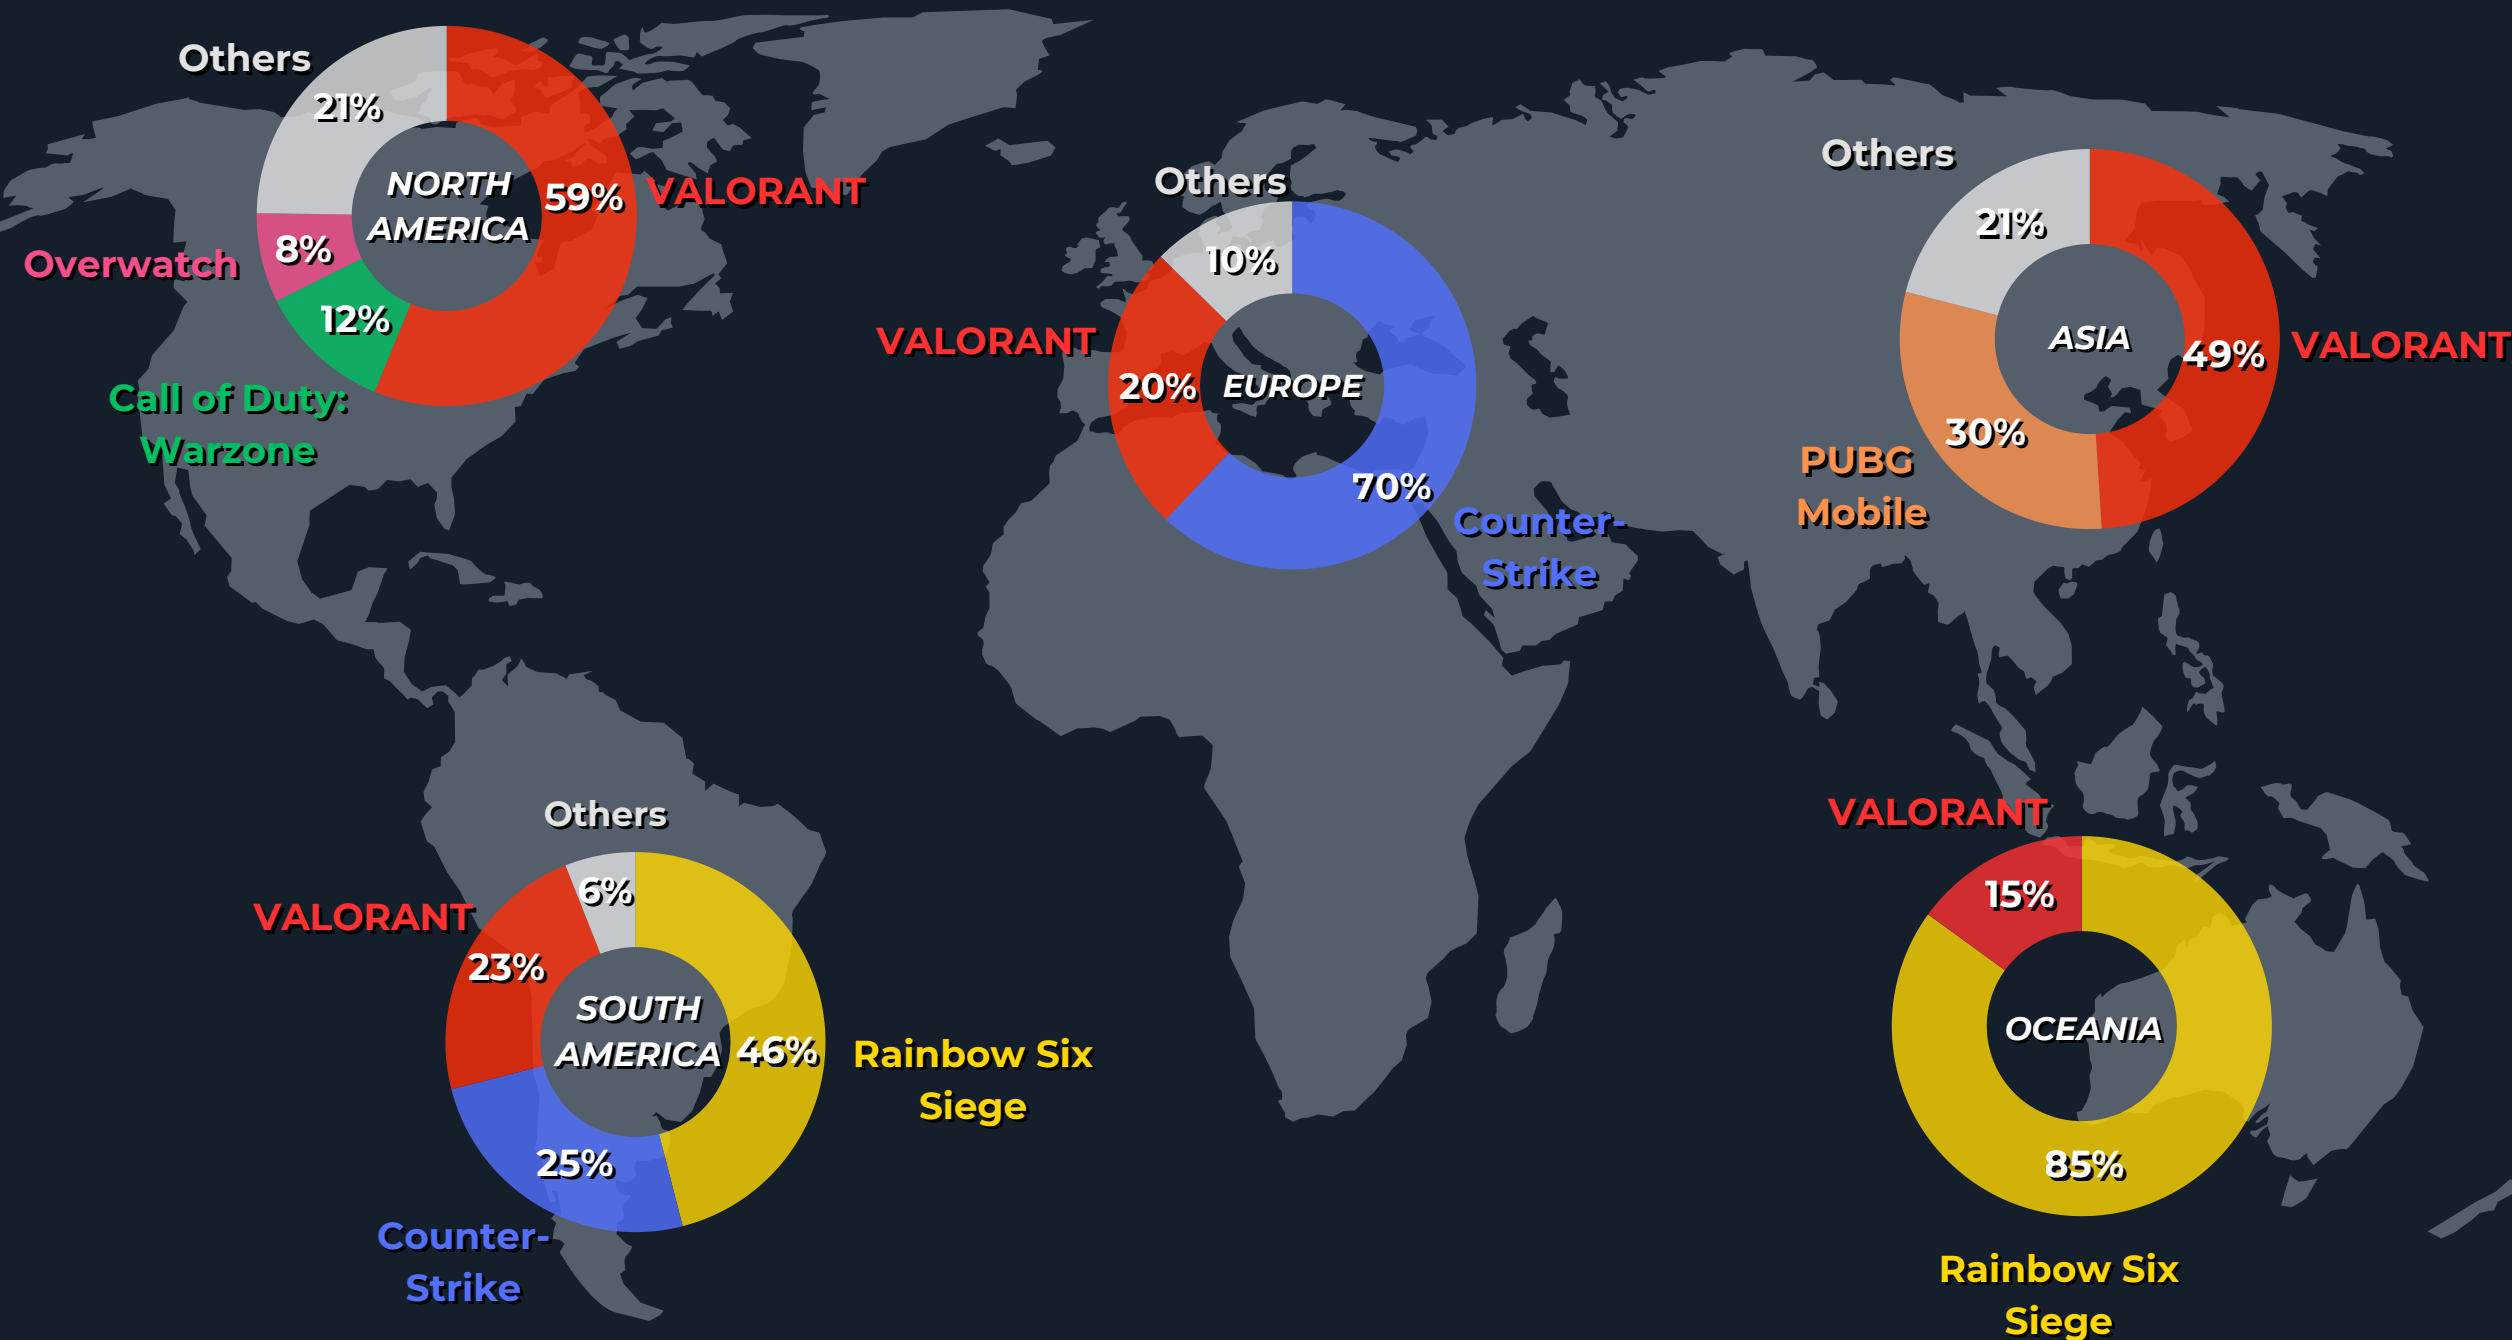 Others
21%
NORTH
AMERICA
59%
VALORANT
Overwatch
8%
12%
Call of Duty:
Warzone
Others
10%
VALORANT
20%
EUROPE
70%
Counter-
Strike
Others
21%
ASIA
49%
VALORANT
30%
PUBG
Mobile
Others
6%
VALORANT
23%
SOUTH
AMERICA
46%
Rainbow Six
Siege
25%
Counter-
Strike
VALORANT
15%
OCEANIA
85%
Rainbow Six
Siege